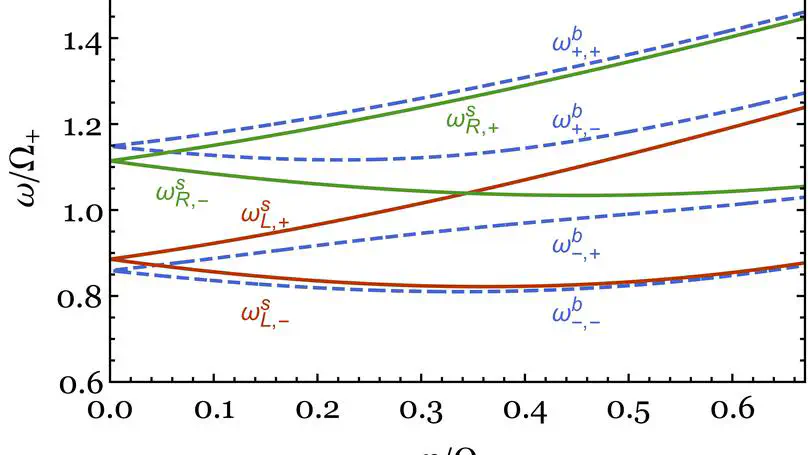 1.4
ω^b_{+,+}
1.2
ω^s_{R,+}
ω^b_{+,-}
ω/Ω_+
ω^s_{R,-}
1.0
ω^s_{L,+}
ω^b_{-,+}
0.8
ω^s_{L,-}
ω^b_{-,-}
0.6
0.0 0.1 0.2 0.3 0.4 0.5 0.6